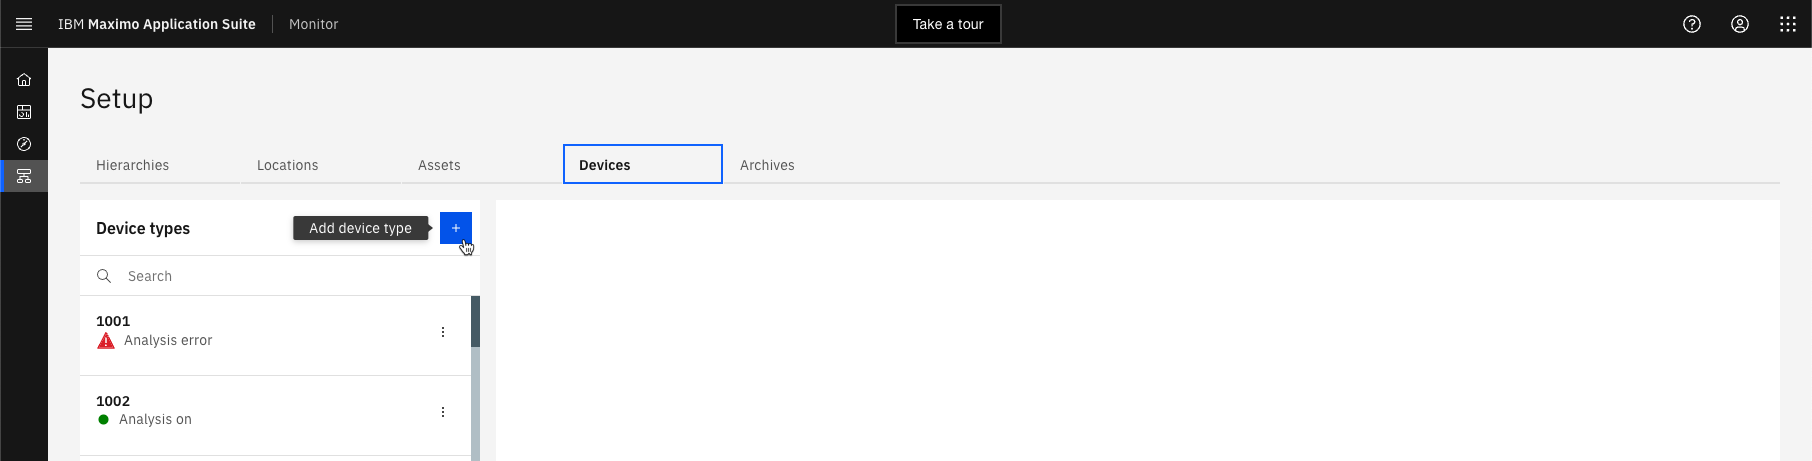 IBM Maximo Application Suite Monitor Take a tour
Setup
Hierarchies Locations Assets Devices Archives
Device types Add device type
Search
1001
Analysis error
1002
Analysis on